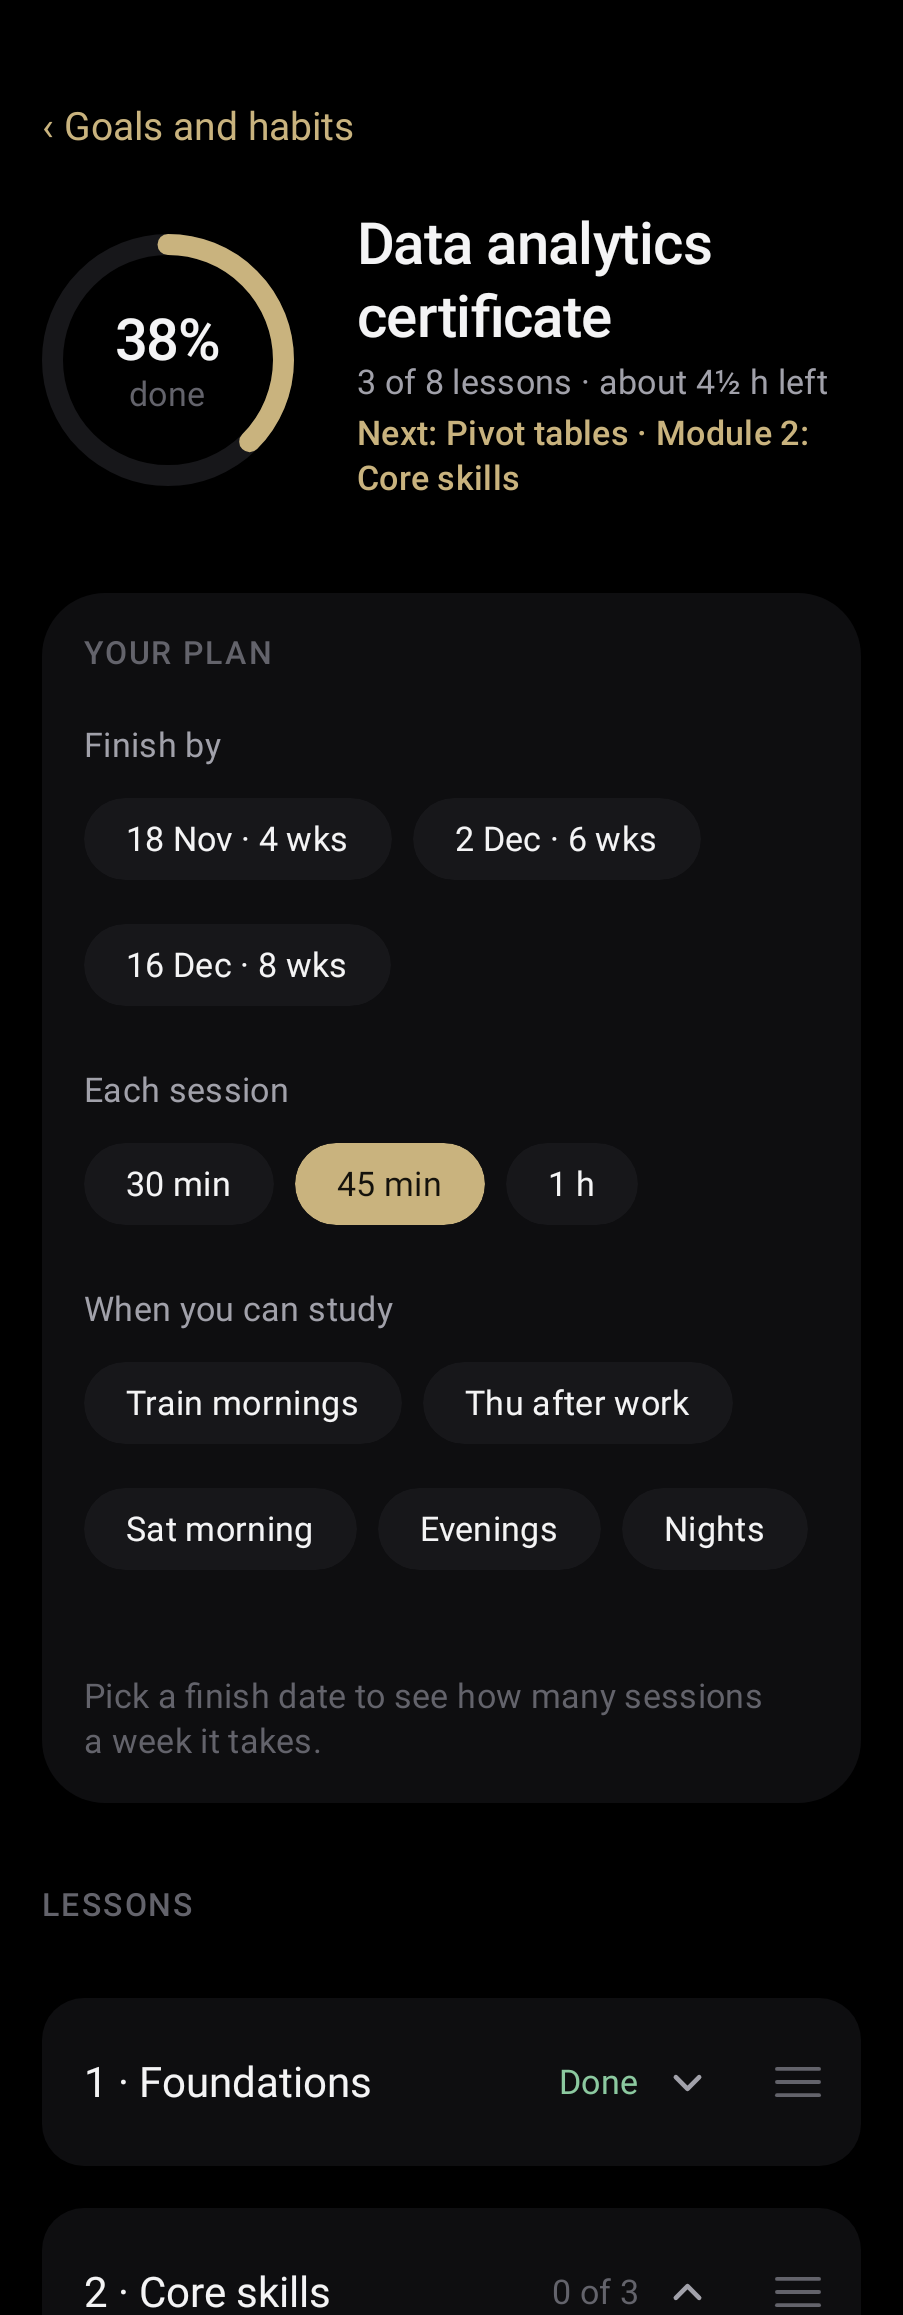 ‹ Goals and habits
38%
done
Data analytics
certificate
3 of 8 lessons · about 4½ h left
Next: Pivot tables · Module 2:
Core skills
YOUR PLAN
Finish by
18 Nov · 4 wks
2 Dec · 6 wks
16 Dec · 8 wks
Each session
30 min
45 min
1 h
When you can study
Train mornings
Thu after work
Sat morning
Evenings
Nights
Pick a finish date to see how many sessions
a week it takes.
LESSONS
1 · Foundations
Done
2 · Core skills
0 of 3